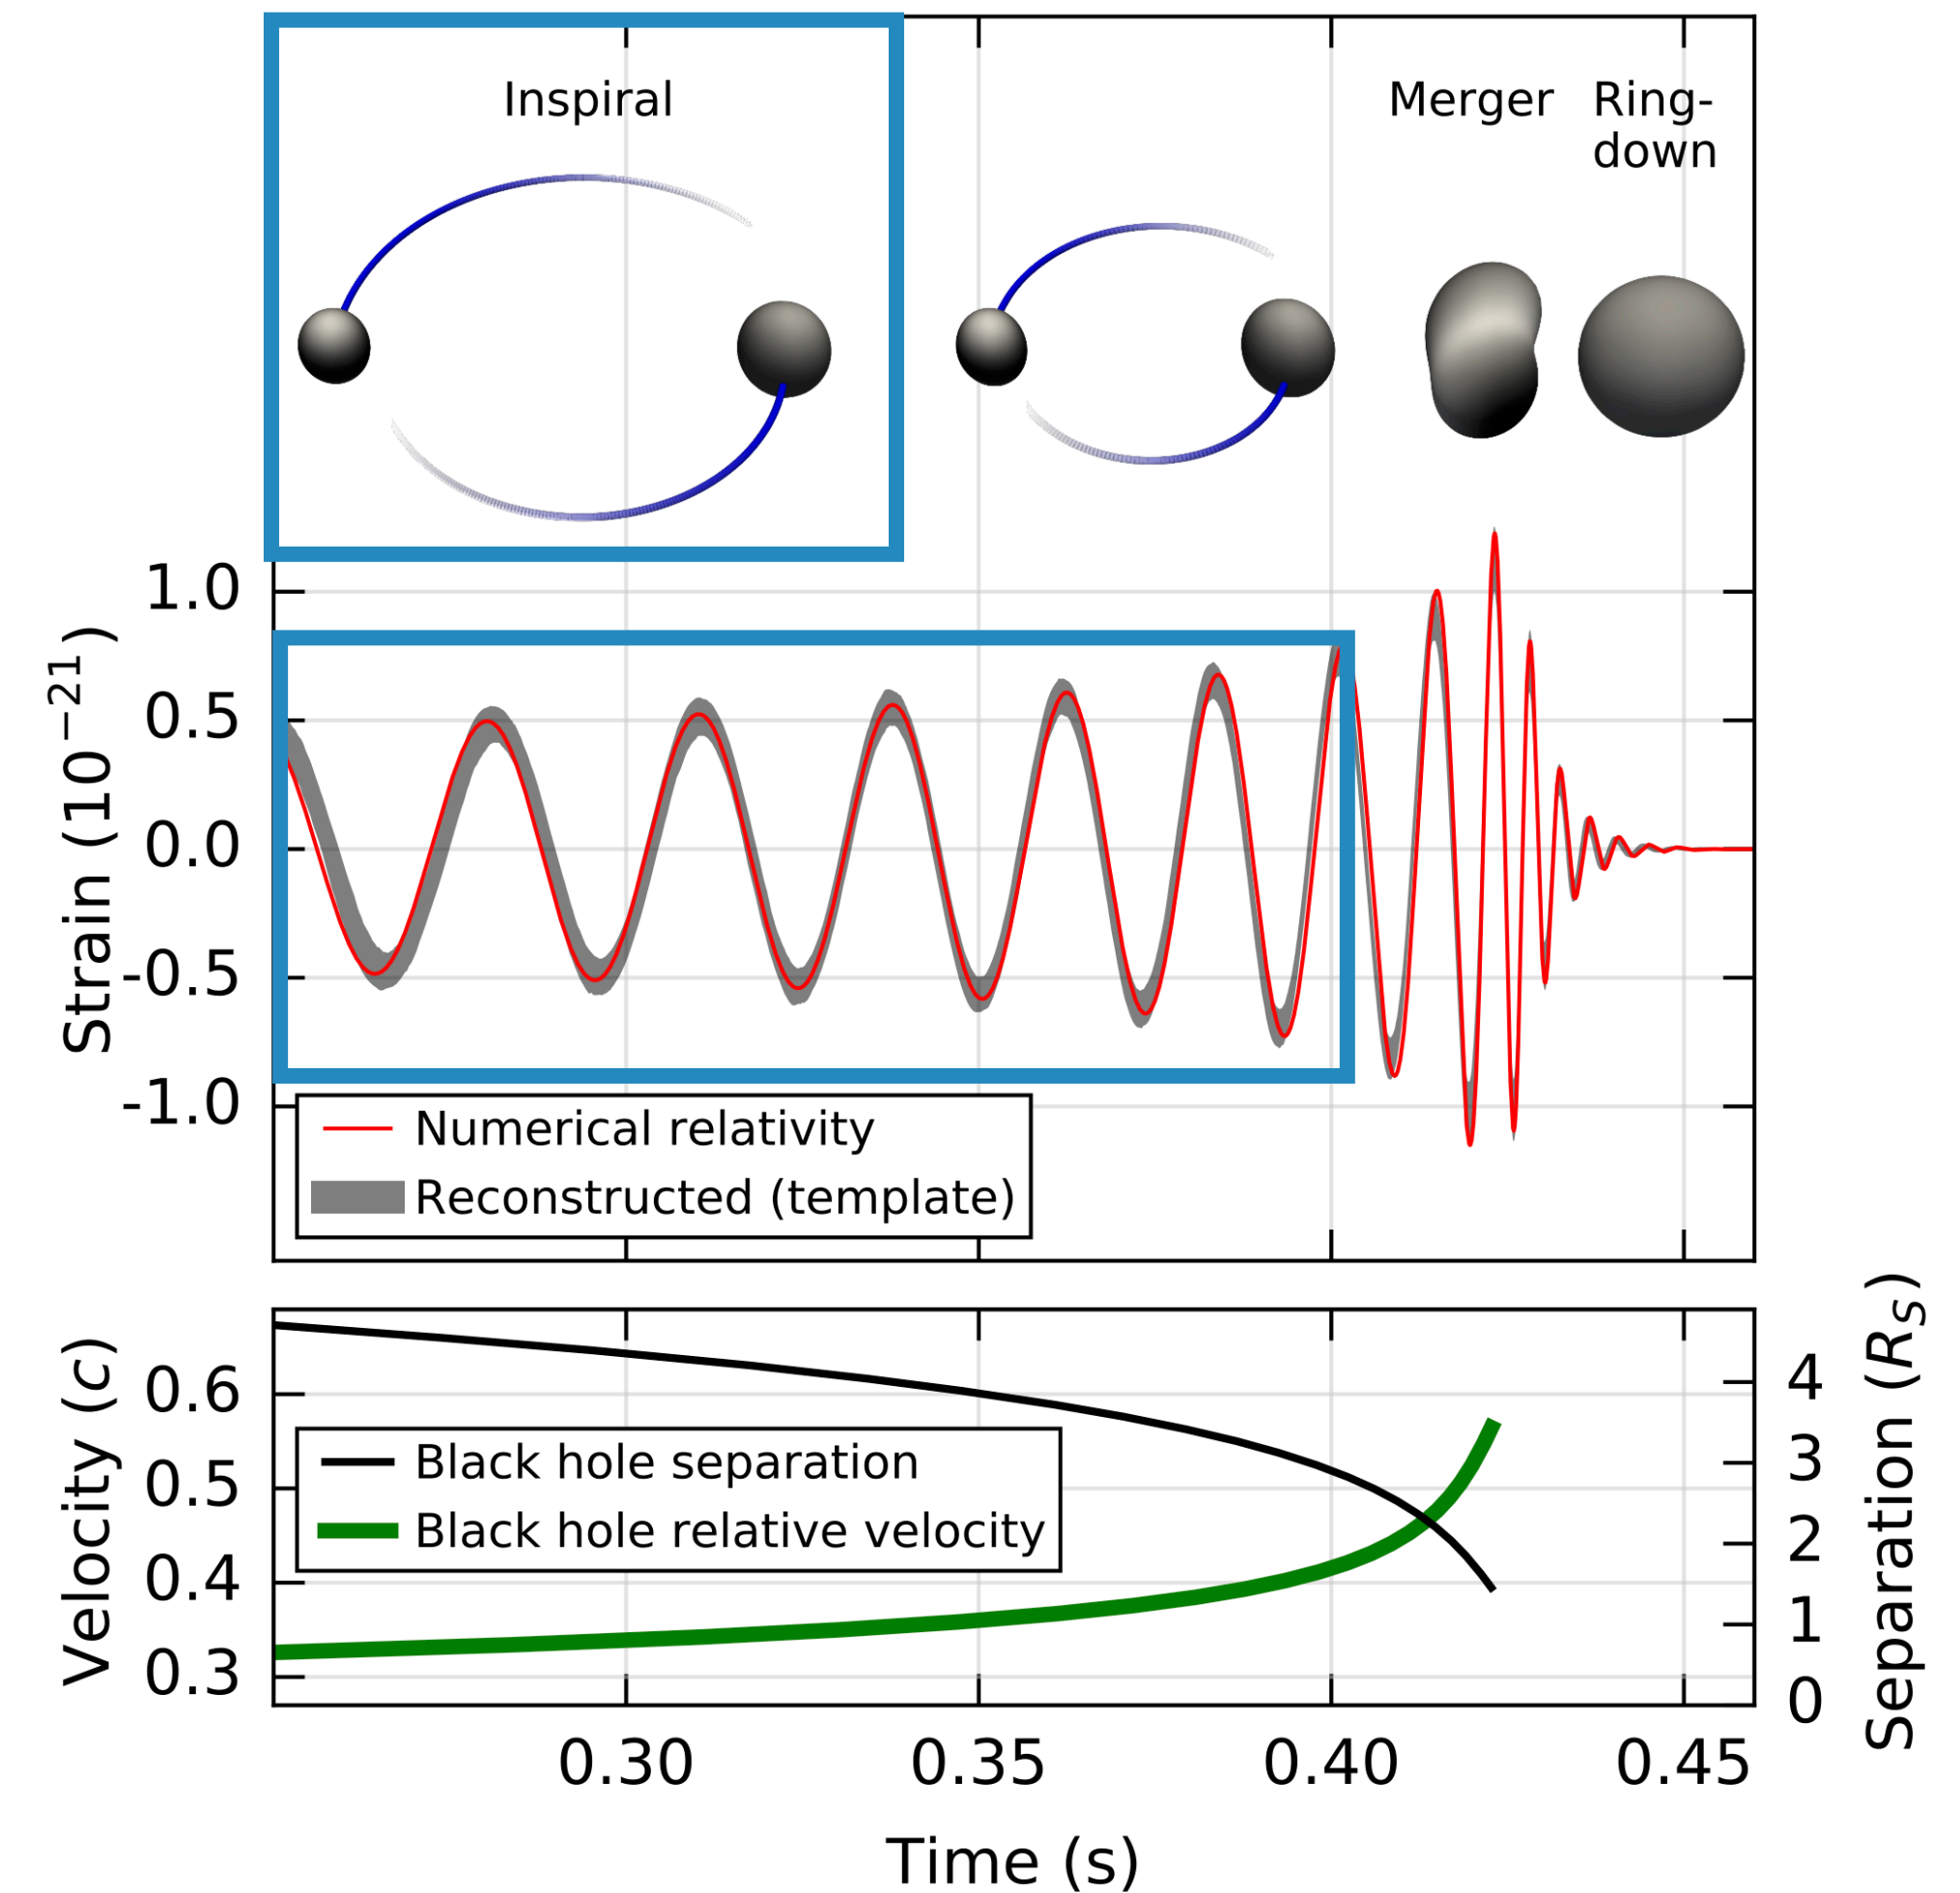 Inspiral
Merger
Ring-
down
Strain (10⁻²¹)
1.0
0.5
0.0
-0.5
-1.0
Numerical relativity
Reconstructed (template)
Velocity (c)
0.6
0.5
0.4
0.3
Black hole separation
Black hole relative velocity
Separation (R_S)
4
3
2
1
0
0.30
0.35
0.40
0.45
Time (s)